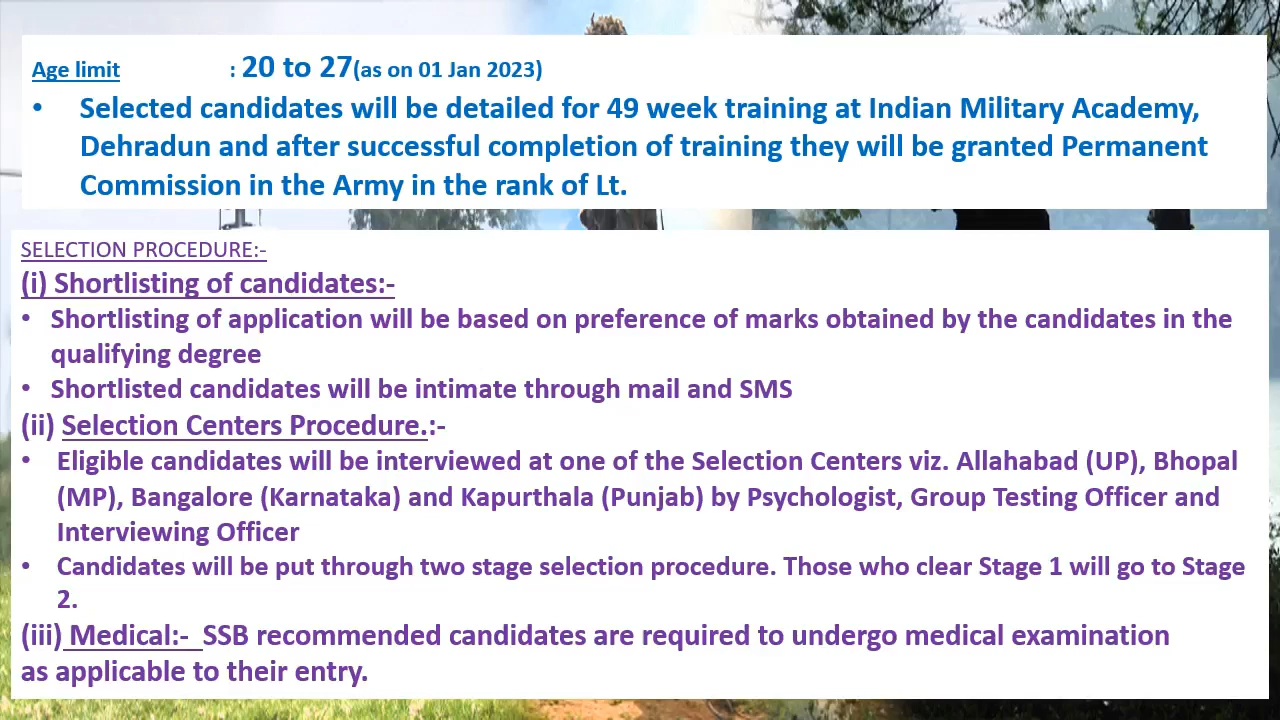 Age limit : 20 to 27(as on 01 Jan 2023)
• Selected candidates will be detailed for 49 week training at Indian Military Academy,
Dehradun and after successful completion of training they will be granted Permanent
Commission in the Army in the rank of Lt.
SELECTION PROCEDURE:-
(i) Shortlisting of candidates:-
• Shortlisting of application will be based on preference of marks obtained by the candidates in the
qualifying degree
• Shortlisted candidates will be intimate through mail and SMS
(ii) Selection Centers Procedure.:-
• Eligible candidates will be interviewed at one of the Selection Centers viz. Allahabad (UP), Bhopal
(MP), Bangalore (Karnataka) and Kapurthala (Punjab) by Psychologist, Group Testing Officer and
Interviewing Officer
• Candidates will be put through two stage selection procedure. Those who clear Stage 1 will go to Stage
2.
(iii) Medical:- SSB recommended candidates are required to undergo medical examination
as applicable to their entry.